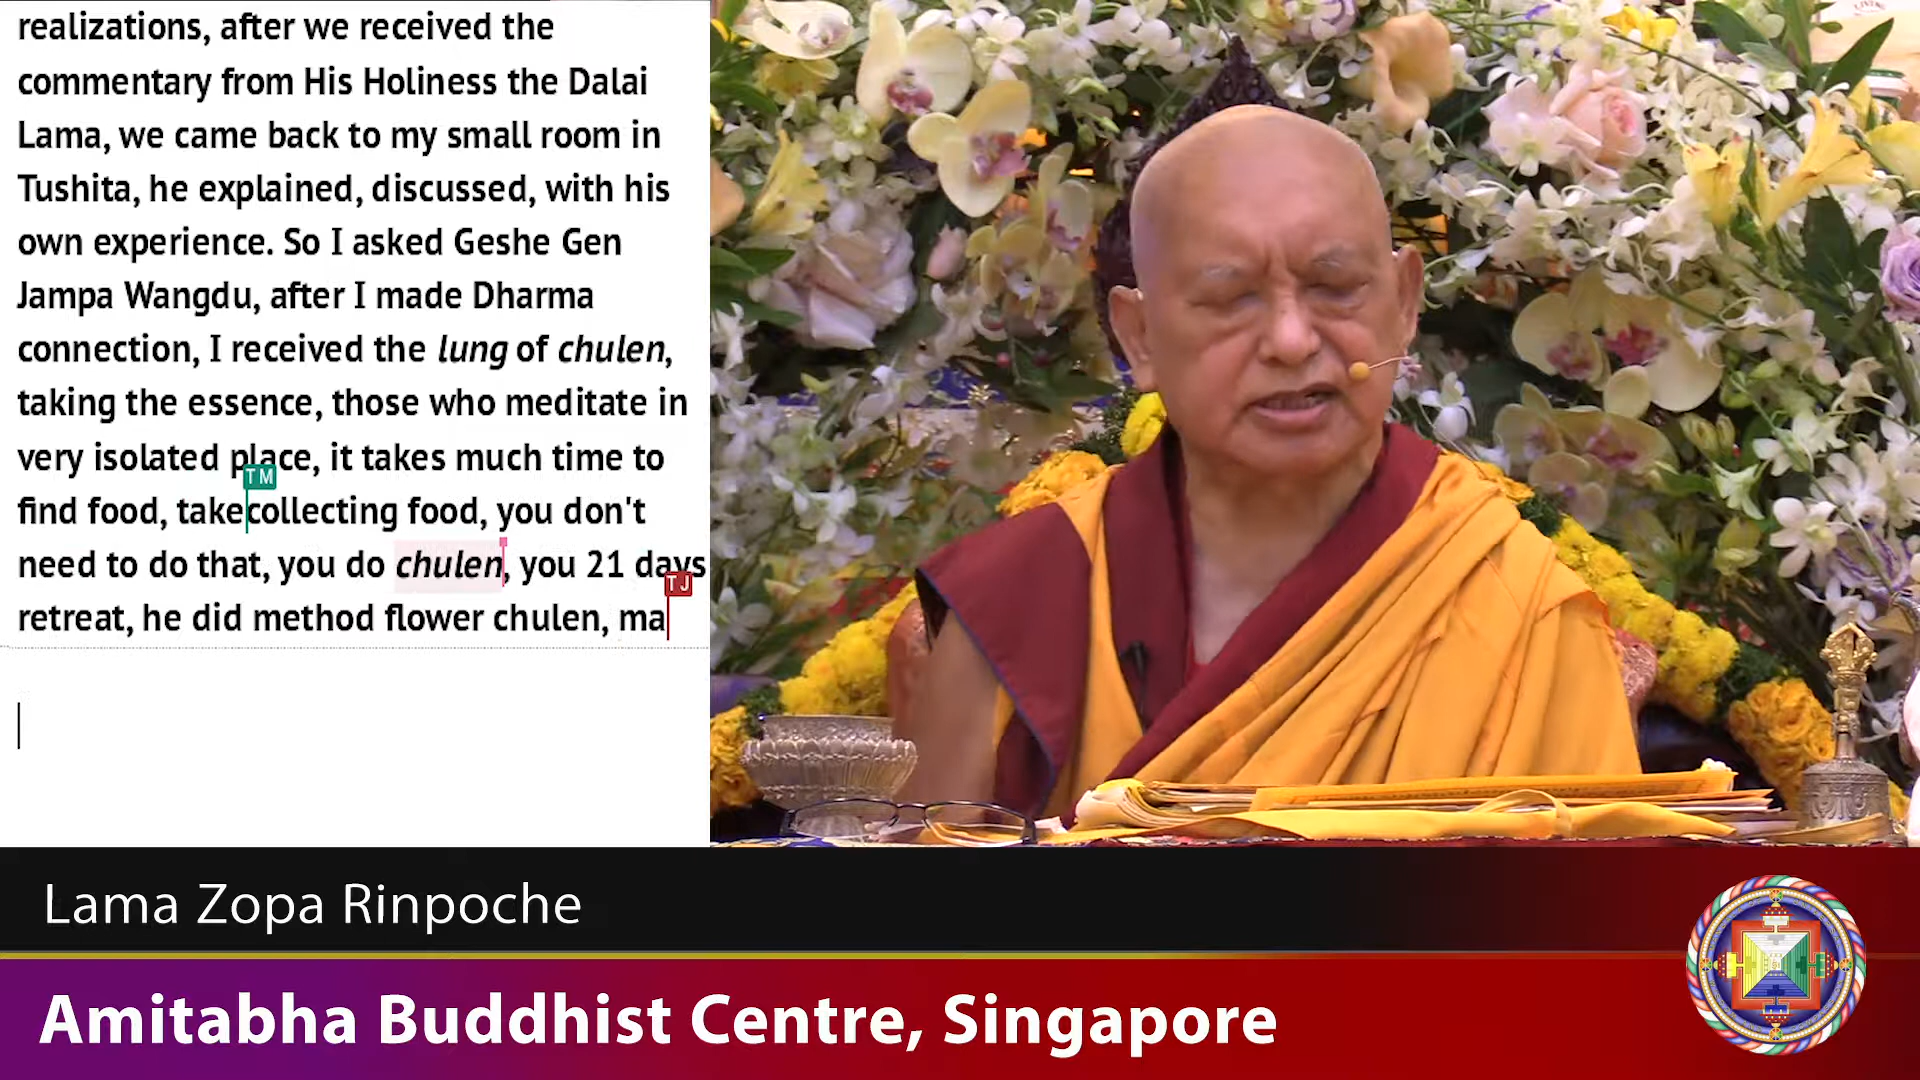 realizations, after we received the
commentary from His Holiness the Dalai
Lama, we came back to my small room in
Tushita, he explained, discussed, with his
own experience. So I asked Geshe Gen
Jampa Wangdu, after I made Dharma
connection, I received the lung of chulen,
taking the essence, those who meditate in
very isolated place, it takes much time to
TM
find food, takecollecting food, you don't
need to do that, you do chulen, you 21 days
TJ
retreat, he did method flower chulen, ma
Lama Zopa Rinpoche
Amitabha Buddhist Centre, Singapore